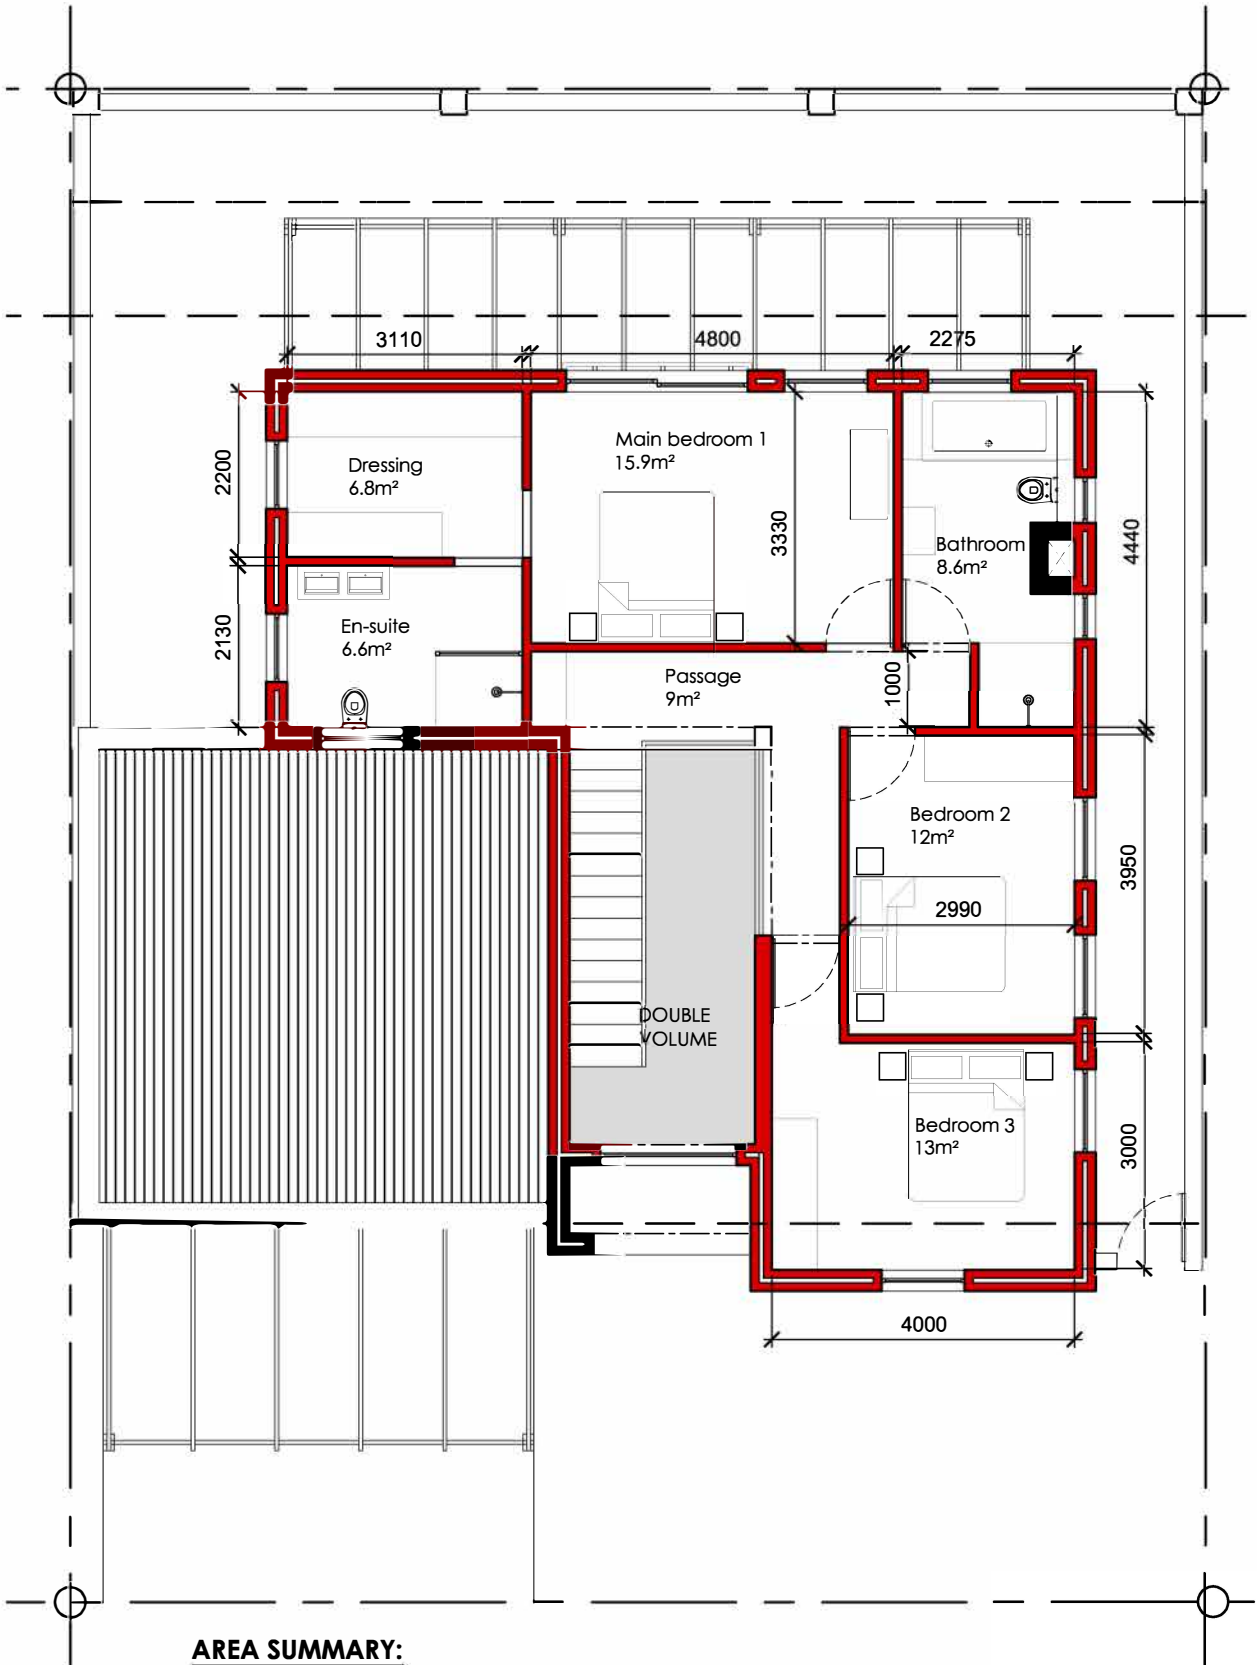 3110
4800
2275
2200
Dressing
6.8m²
Main bedroom 1
15.9m²
3330
Bathroom
8.6m²
4440
2130
En-suite
6.6m²
Passage
9m²
1000
Bedroom 2
12m²
3950
2990
DOUBLE
VOLUME
Bedroom 3
13m²
3000
4000
AREA SUMMARY: